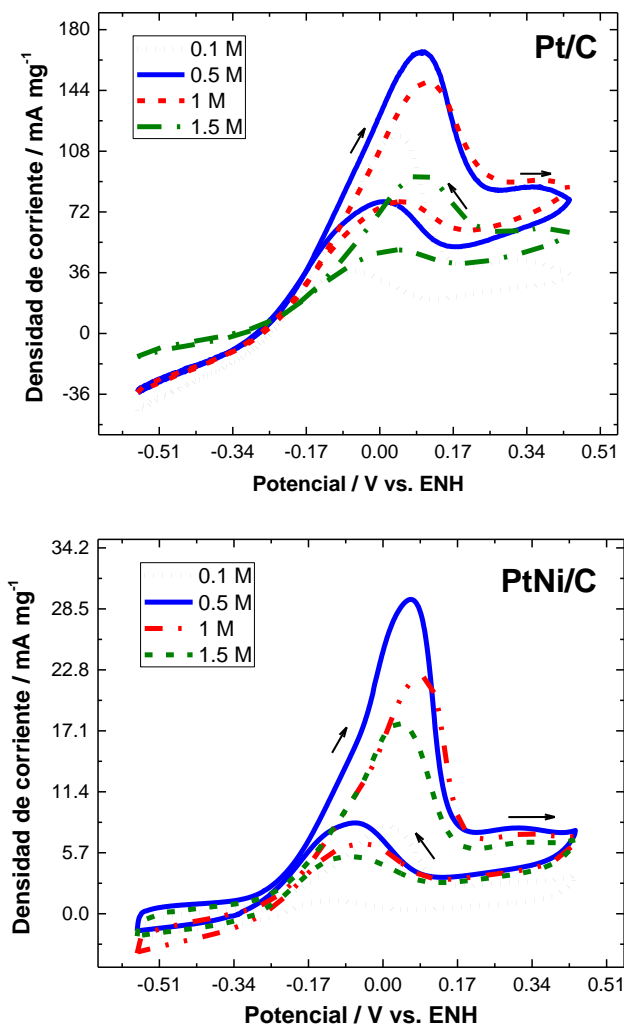 180
144
108
72
36
0
-36
Densidad de corriente / mA mg-1
0.1 M
0.5 M
1 M
1.5 M
Pt/C
-0.51 -0.34 -0.17 0.00 0.17 0.34 0.51
Potencial / V vs. ENH
34.2
28.5
22.8
17.1
11.4
5.7
0.0
Densidad de corriente / mA mg-1
0.1 M
0.5 M
1 M
1.5 M
PtNi/C
-0.51 -0.34 -0.17 0.00 0.17 0.34 0.51
Potencial / V vs. ENH